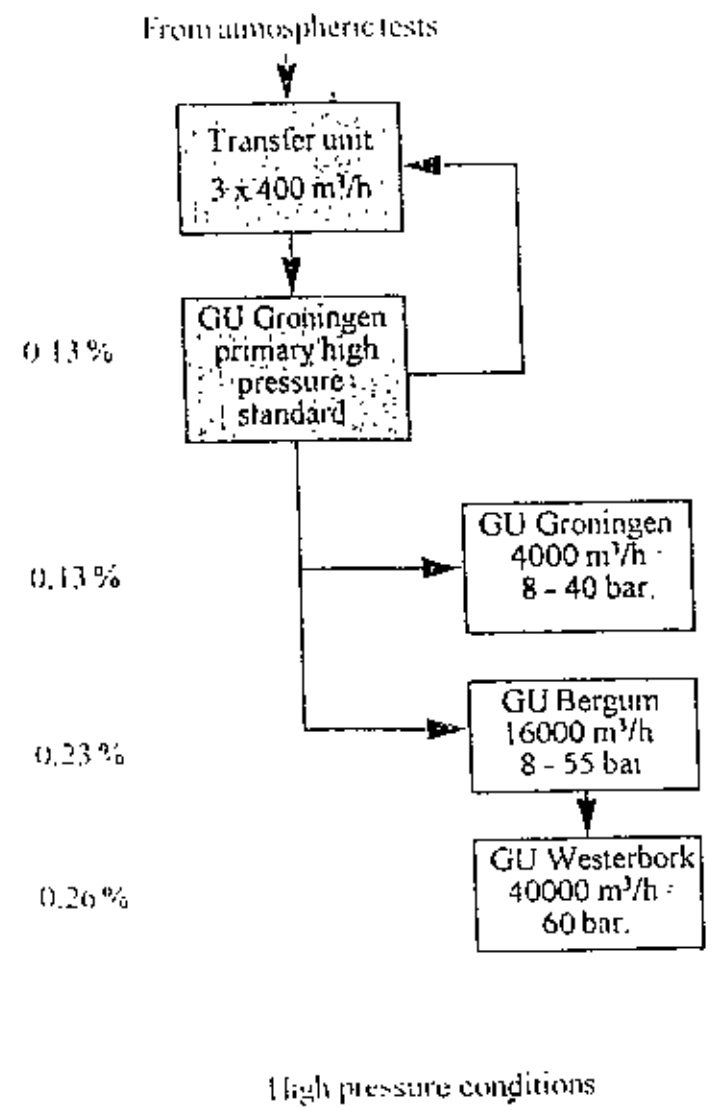 From atmospheric tests
Transfer unit
3 x 400 m³/h
GU Groningen
primary high
pressure
standard
0.13 %
GU Groningen
4000 m³/h
8 - 40 bar.
0.13 %
GU Bergum
16000 m³/h
8 - 55 bar
0.23 %
GU Westerbork
40000 m³/h
60 bar.
0.26 %
High pressure conditions